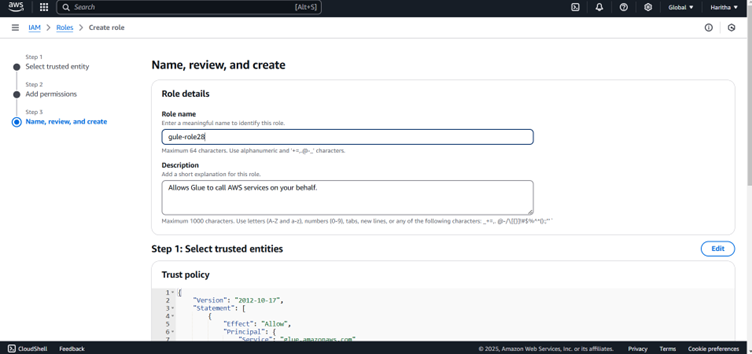 aws
Search [Alt+S] Global Haritha
IAM > Roles > Create role
Step 1
Select trusted entity
Step 2
Add permissions
Step 3
Name, review, and create
Name, review, and create
Role details
Role name
Enter a meaningful name to identify this role.
gule-role28
Maximum 64 characters. Use alphanumeric and '+=,.@-_' characters.
Description
Add a short explanation for this role.
Allows Glue to call AWS services on your behalf.
Maximum 1000 characters. Use letters (A-Z and a-z), numbers (0-9), tabs, new lines, or any of the following characters:
Step 1: Select trusted entities
Edit
Trust policy
1 {
2 "Version": "2012-10-17",
3 "Statement": [
4 {
5 "Effect": "Allow",
6 "Principal": {
7 "Service": "glue.amazonaws.com"
CloudShell Feedback © 2025, Amazon Web Services, Inc. or its affiliates. Privacy Terms Cookie preferences